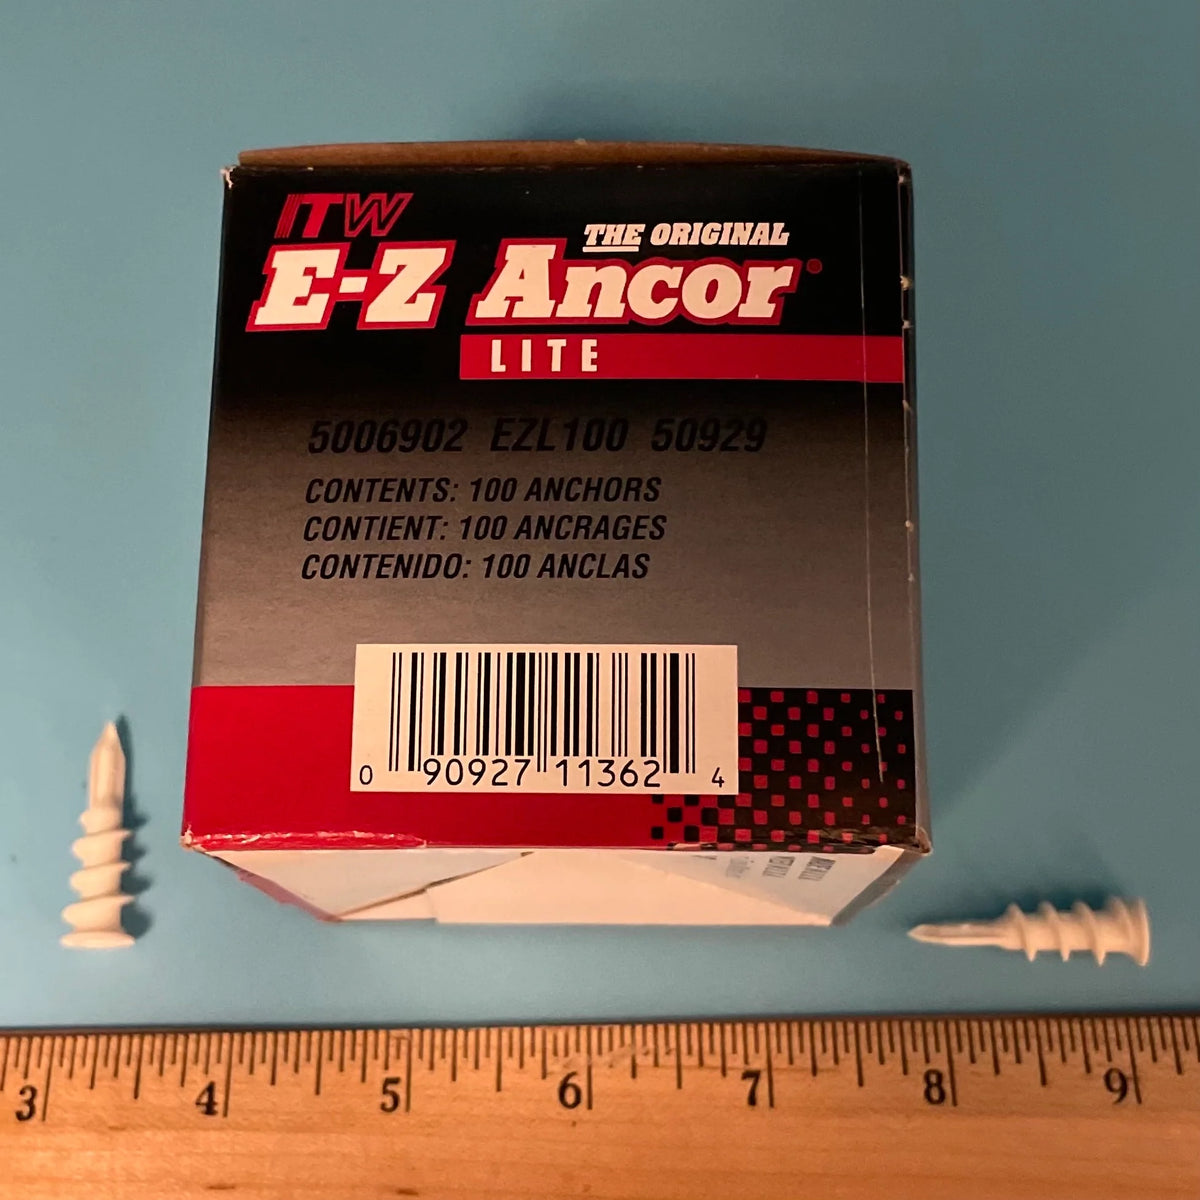 ITW
THE ORIGINAL
E-Z Ancor
LITE
5006902 EZL100 50929
CONTENTS: 100 ANCHORS
CONTIENT: 100 ANCRAGES
CONTENIDO: 100 ANCLAS
0 90927 11362 4
3 4 5 6 7 8 9